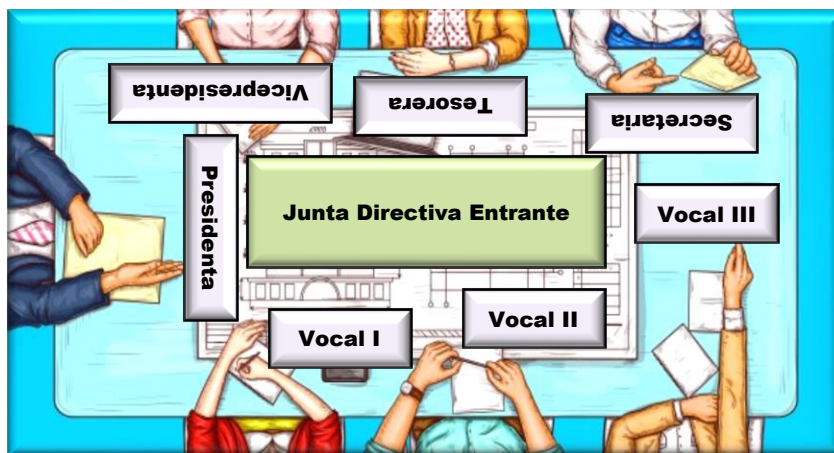 Vicepresidenta
Tesorera
Secretaria
Presidenta
Junta Directiva Entrante
Vocal III
Vocal I
Vocal II